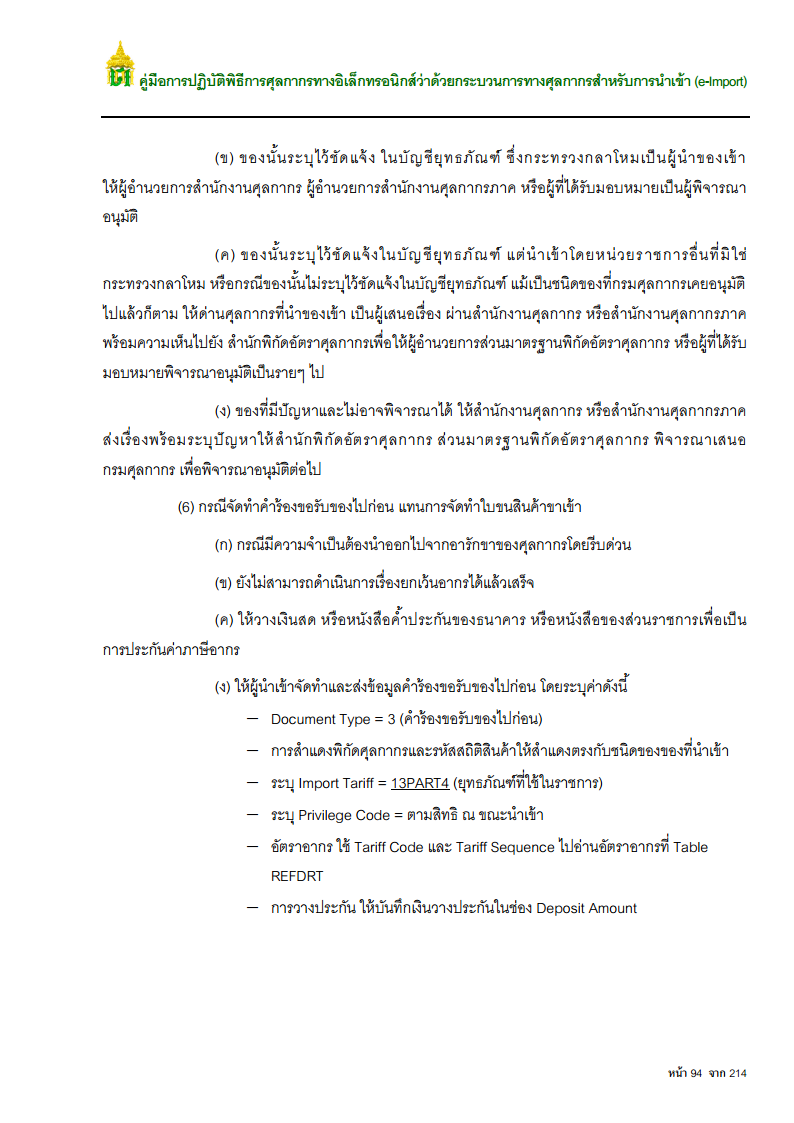 คู่มือการปฏิบัติพิธีการศุลกากรทางอิเล็กทรอนิกส์ว่าด้วยกระบวนการทางศุลกากรสำหรับการนำเข้า (e-Import)
(ข) ของนั้นระบุไว้ชัดแจ้ง ในบัญชียุทธภัณฑ์ ซึ่งกระทรวงกลาโหมเป็นผู้นำของเข้า
ให้ผู้อำนวยการสำนักงานศุลกากร ผู้อำนวยการสำนักงานศุลกากรภาค หรือผู้ที่ได้รับมอบหมายเป็นผู้พิจารณา
อนุมัติ
(ค) ของนั้นระบุไว้ชัดแจ้งในบัญชียุทธภัณฑ์ แต่นำเข้าโดยหน่วยราชการอื่นที่มิใช่
กระทรวงกลาโหม หรือกรณีของนั้นไม่ระบุไว้ชัดแจ้งในบัญชียุทธภัณฑ์ แม้เป็นชนิดของที่กรมศุลกากรเคยอนุมัติ
ไปแล้วก็ตาม ให้ด่านศุลกากรที่นำของเข้า เป็นผู้เสนอเรื่อง ผ่านสำนักงานศุลกากร หรือสำนักงานศุลกากรภาค
พร้อมความเห็นไปยัง สำนักพิกัดอัตราศุลกากรเพื่อให้ผู้อำนวยการส่วนมาตรฐานพิกัดอัตราศุลกากร หรือผู้ที่ได้รับ
มอบหมายพิจารณาอนุมัติเป็นรายๆ ไป
(ง) ของที่มีปัญหาและไม่อาจพิจารณาได้ ให้สำนักงานศุลกากร หรือสำนักงานศุลกากรภาค
ส่งเรื่องพร้อมระบุปัญหาให้สำนักพิกัดอัตราศุลกากร ส่วนมาตรฐานพิกัดอัตราศุลกากร พิจารณาเสนอ
กรมศุลกากร เพื่อพิจารณาอนุมัติต่อไป
(6) กรณีจัดทำคำร้องขอรับของไปก่อน แทนการจัดทำใบขนสินค้าขาเข้า
(ก) กรณีมีความจำเป็นต้องนำออกไปจากอารักขาของศุลกากรโดยรีบด่วน
(ข) ยังไม่สามารถดำเนินการเรื่องยกเว้นอากรได้แล้วเสร็จ
(ค) ให้วางเงินสด หรือหนังสือค้ำประกันของธนาคาร หรือหนังสือของส่วนราชการเพื่อเป็น
การประกันค่าภาษีอากร
(ง) ให้ผู้นำเข้าจัดทำและส่งข้อมูลคำร้องขอรับของไปก่อน โดยระบุค่าดังนี้
— Document Type = 3 (คำร้องขอรับของไปก่อน)
— การสำแดงพิกัดศุลกากรและรหัสสถิติสินค้าให้สำแดงตรงกับชนิดของของที่นำเข้า
— ระบุ Import Tariff = 13PART4 (ยุทธภัณฑ์ที่ใช้ในราชการ)
— ระบุ Privilege Code = ตามสิทธิ ณ ขณะนำเข้า
— อัตราอากร ใช้ Tariff Code และ Tariff Sequence ไปอ่านอัตราอากรที่ Table
REFDRT
— การวางประกัน ให้บันทึกเงินวางประกันในช่อง Deposit Amount
หน้า 94 จาก 214